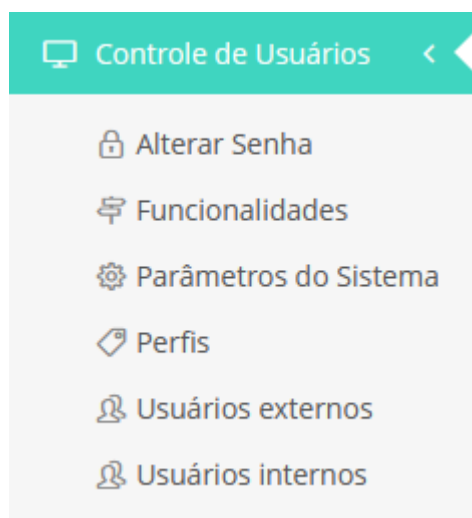 Controle de Usuários
Alterar Senha
Funcionalidades
Parâmetros do Sistema
Perfis
Usuários externos
Usuários internos